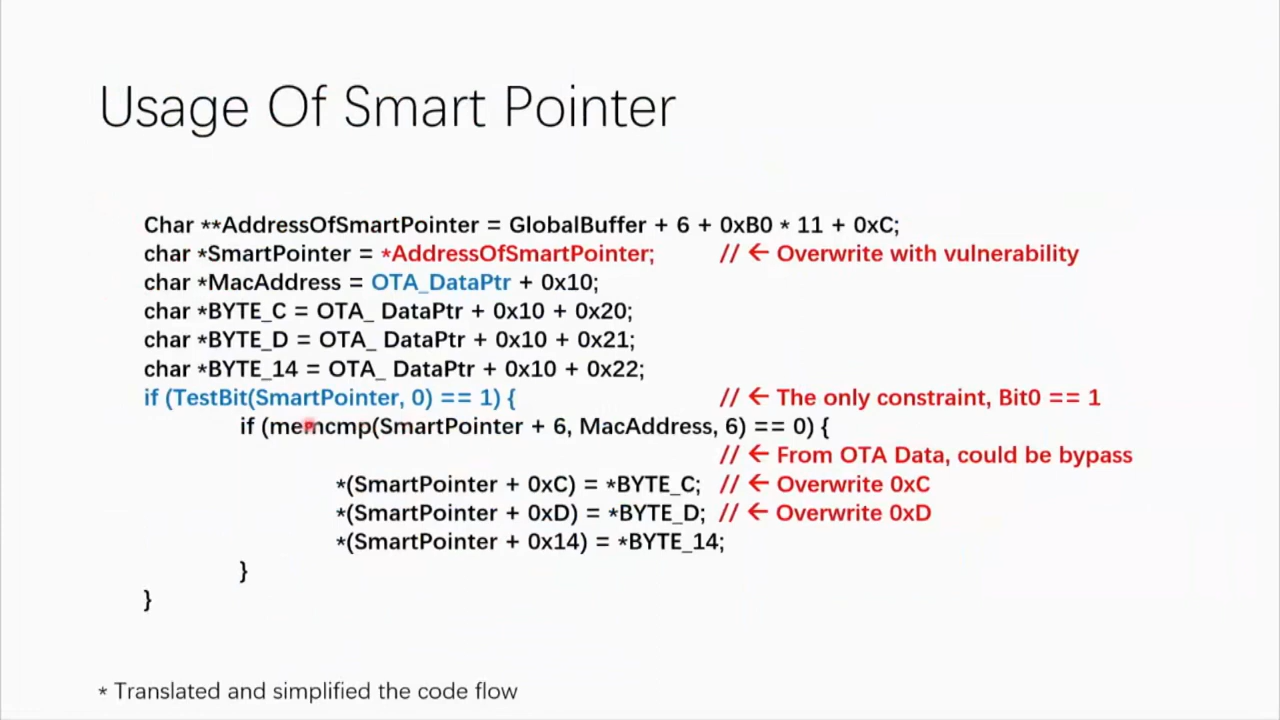 Usage Of Smart Pointer
Char **AddressOfSmartPointer = GlobalBuffer + 6 + 0xB0 * 11 + 0xC;
char *SmartPointer = *AddressOfSmartPointer; // ← Overwrite with vulnerability
char *MacAddress = OTA_DataPtr + 0x10;
char *BYTE_C = OTA_ DataPtr + 0x10 + 0x20;
char *BYTE_D = OTA_ DataPtr + 0x10 + 0x21;
char *BYTE_14 = OTA_ DataPtr + 0x10 + 0x22;
if (TestBit(SmartPointer, 0) == 1) { // ← The only constraint, Bit0 == 1
if (memcmp(SmartPointer + 6, MacAddress, 6) == 0) {
// ← From OTA Data, could be bypass
*(SmartPointer + 0xC) = *BYTE_C; // ← Overwrite 0xC
*(SmartPointer + 0xD) = *BYTE_D; // ← Overwrite 0xD
*(SmartPointer + 0x14) = *BYTE_14;
}
}
* Translated and simplified the code flow